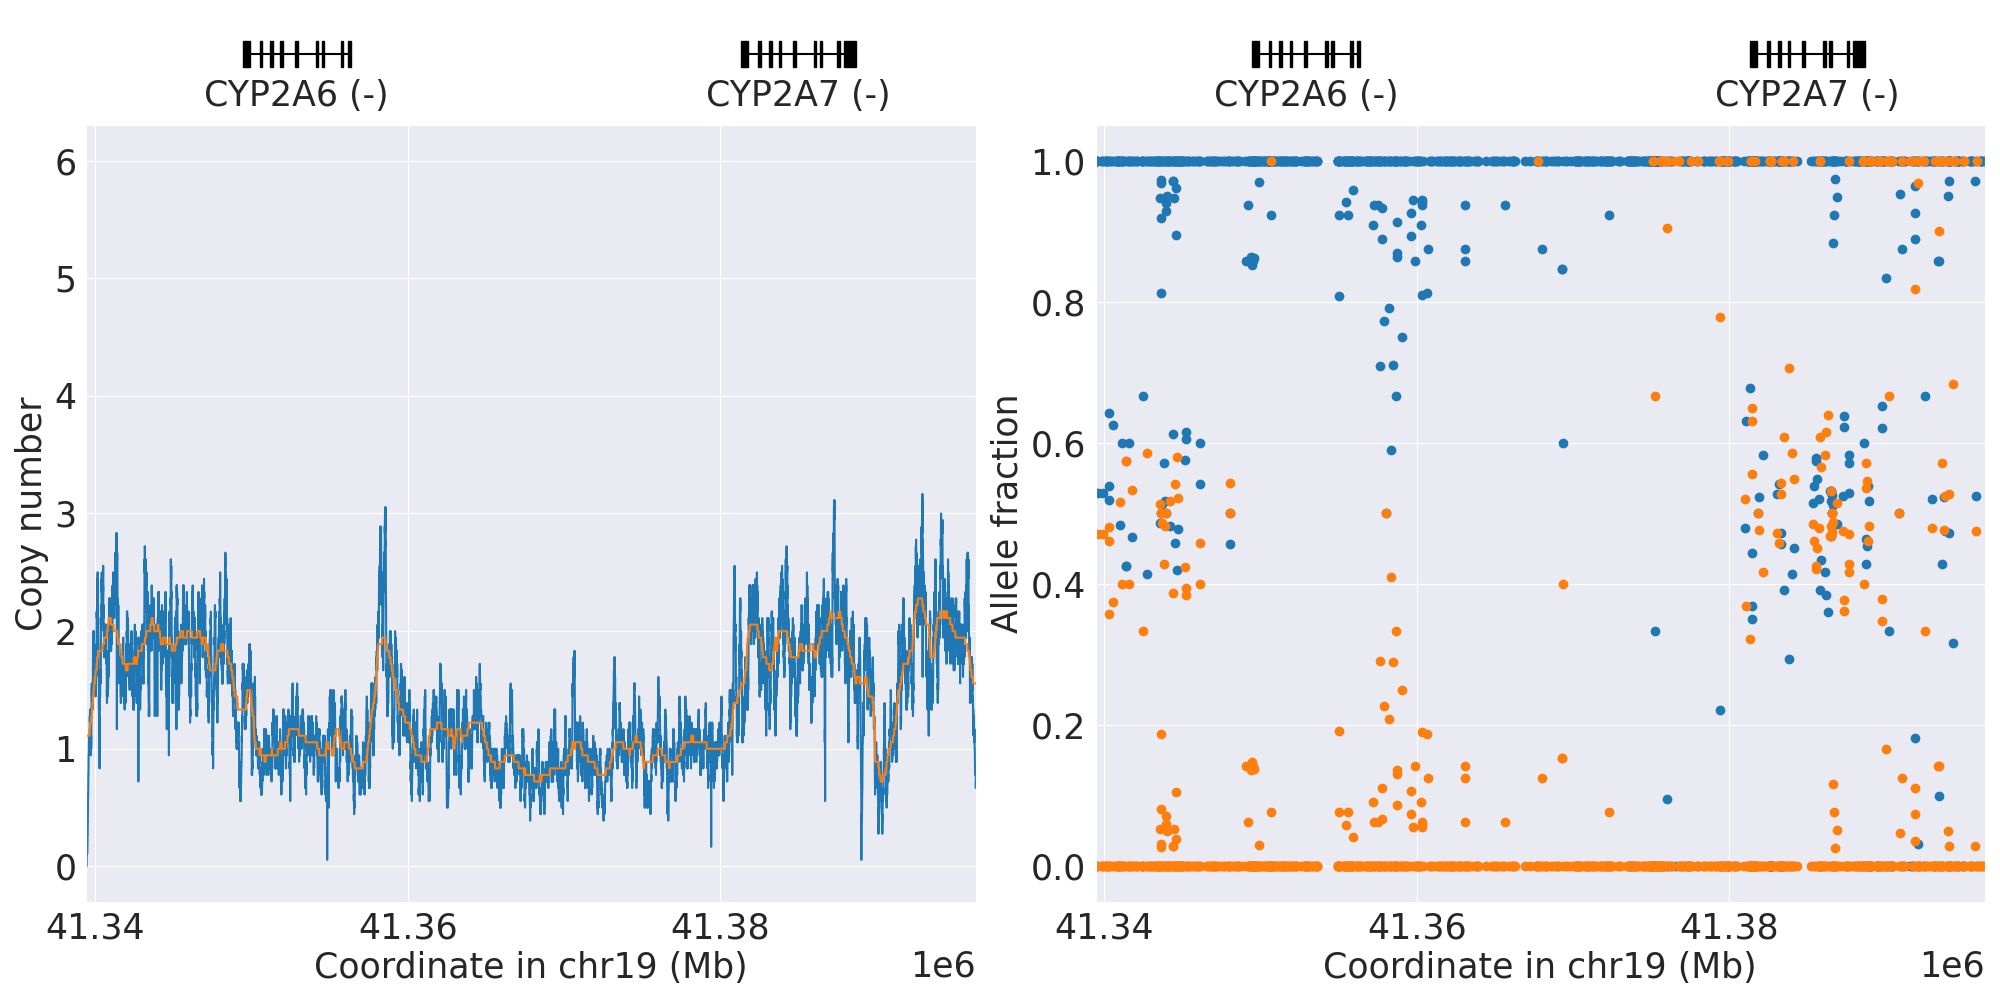 CYP2A6 (-)
CYP2A7 (-)
Copy number
6
5
4
3
2
1
0
41.34
41.36
41.38
Coordinate in chr19 (Mb)
1e6
CYP2A6 (-)
CYP2A7 (-)
Allele fraction
1.0
0.8
0.6
0.4
0.2
0.0
41.34
41.36
41.38
Coordinate in chr19 (Mb)
1e6